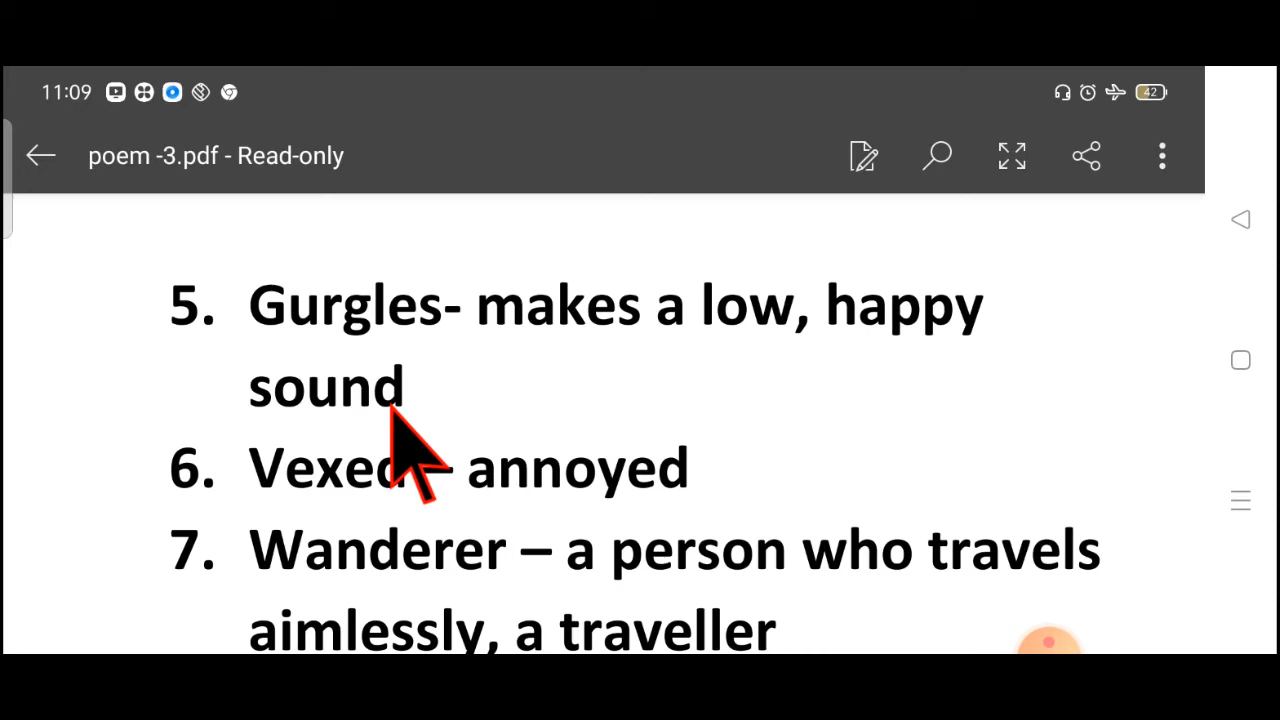 11:09 42
poem -3.pdf - Read-only
5. Gurgles- makes a low, happy
sound
6. Vexed – annoyed
7. Wanderer – a person who travels
aimlessly, a traveller